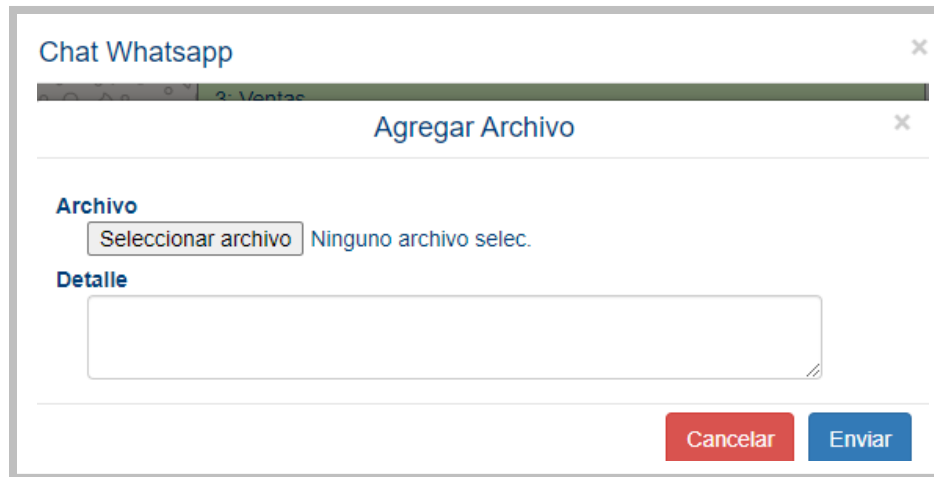 Chat Whatsapp
3: Ventas
Agregar Archivo
Archivo
Seleccionar archivo Ninguno archivo selec.
Detalle
Cancelar Enviar